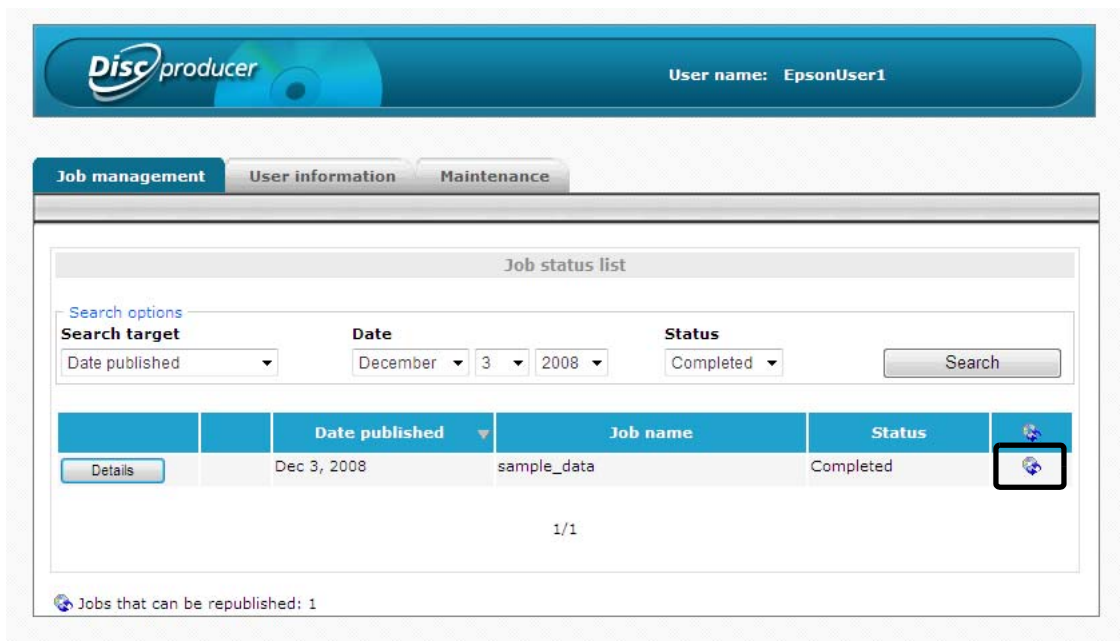 Disc producer
User name: EpsonUser1
Job management User information Maintenance
Job status list
Search options
Search target Date Status
Date published December 3 2008 Completed Search
Date published Job name Status
Details Dec 3, 2008 sample_data Completed
1/1
Jobs that can be republished: 1